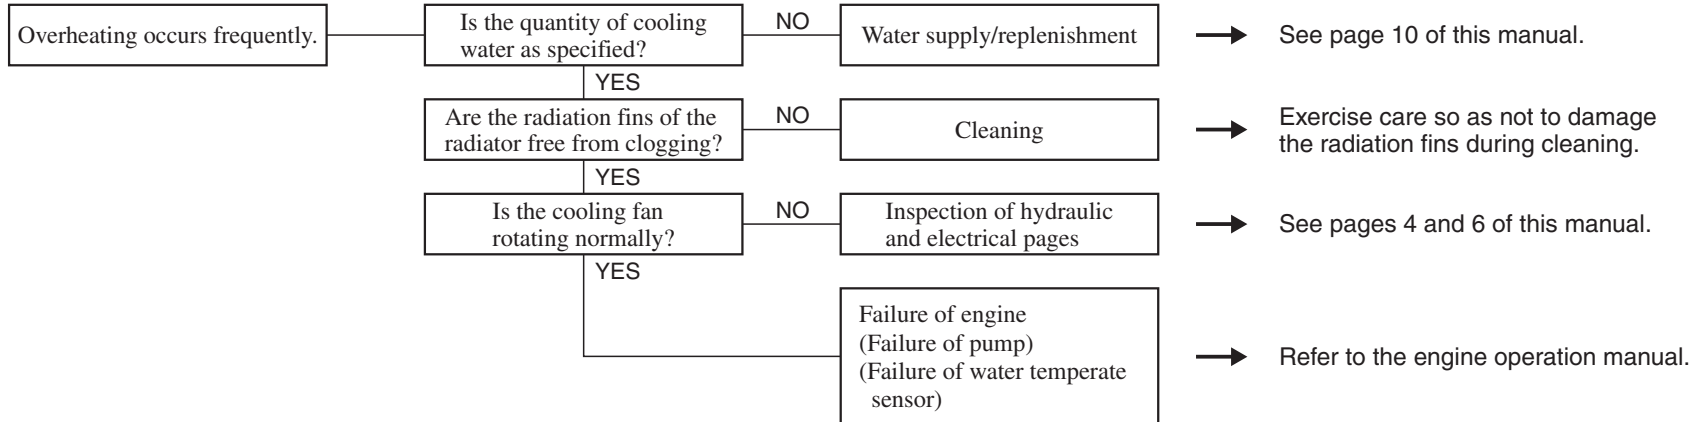 Overheating occurs frequently.
Is the quantity of cooling
water as specified?
NO
Water supply/replenishment
See page 10 of this manual.
YES
Are the radiation fins of the
radiator free from clogging?
NO
Cleaning
Exercise care so as not to damage
the radiation fins during cleaning.
YES
Is the cooling fan
rotating normally?
NO
Inspection of hydraulic
and electrical pages
See pages 4 and 6 of this manual.
YES
Failure of engine
(Failure of pump)
(Failure of water temperate
sensor)
Refer to the engine operation manual.